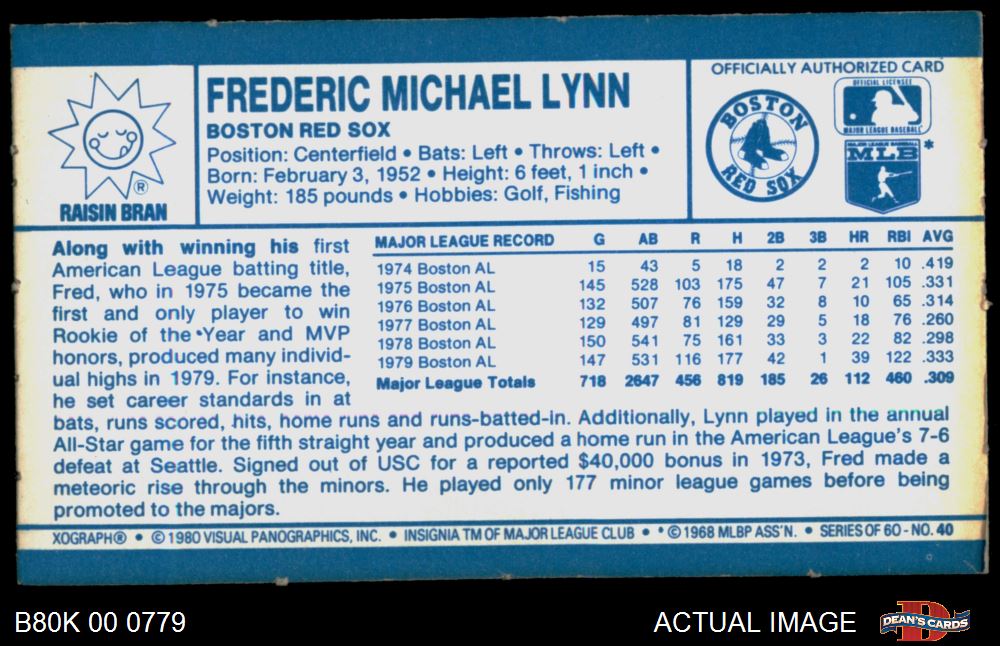 ®
RAISIN BRAN
FREDERIC MICHAEL LYNN
BOSTON RED SOX
Position: Centerfield • Bats: Left • Throws: Left •
Born: February 3, 1952 • Height: 6 feet, 1 inch •
Weight: 185 pounds • Hobbies: Golf, Fishing
OFFICIALLY AUTHORIZED CARD
BOSTON
RED SOX
OFFICIAL LICENSEE
MAJOR LEAGUE BASEBALL
MAJOR LEAGUE BASEBALL
MLB *
Along with winning his first
American League batting title,
Fred, who in 1975 became the
first and only player to win
Rookie of the Year and MVP
honors, produced many individ-
ual highs in 1979. For instance,
he set career standards in at
MAJOR LEAGUE RECORD G AB R H 2B 3B HR RBI AVG
1974 Boston AL 15 43 5 18 2 2 2 10 .419
1975 Boston AL 145 528 103 175 47 7 21 105 .331
1976 Boston AL 132 507 76 159 32 8 10 65 .314
1977 Boston AL 129 497 81 129 29 5 18 76 .260
1978 Boston AL 150 541 75 161 33 3 22 82 .298
1979 Boston AL 147 531 116 177 42 1 39 122 .333
Major League Totals 718 2647 456 819 185 26 112 460 .309
bats, runs scored, hits, home runs and runs-batted-in. Additionally, Lynn played in the annual
All-Star game for the fifth straight year and produced a home run in the American League's 7-6
defeat at Seattle. Signed out of USC for a reported $40,000 bonus in 1973, Fred made a
meteoric rise through the minors. He played only 177 minor league games before being
promoted to the majors.
XOGRAPH® • © 1980 VISUAL PANOGRAPHICS, INC. • INSIGNIA TM OF MAJOR LEAGUE CLUB • * © 1968 MLBP ASS'N. • SERIES OF 60 - NO. 40
B80K 00 0779
ACTUAL IMAGE
D
DEAN'S CARDS